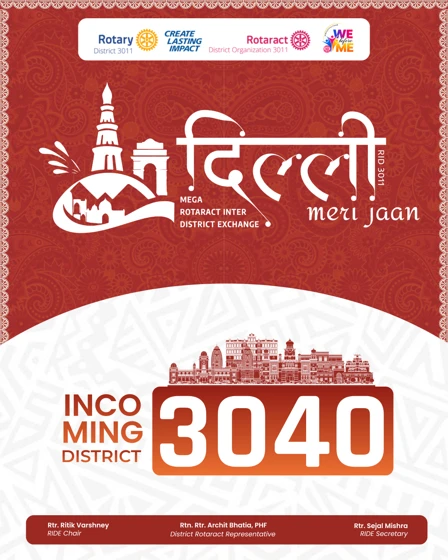 Rotary
District 3011
CREATE
LASTING
IMPACT
Rotaract
District Organization 3011
WE
before
ME
दिल्ली
RID 3011
meri jaan
MEGA
ROTARACT INTER
DISTRICT EXCHANGE
INCO
MING
DISTRICT
3040
Rtr. Ritik Varshney
RIDE Chair
Rtn. Rtr. Archit Bhatia, PHF
District Rotaract Representative
Rtr. Sejal Mishra
RIDE Secretary